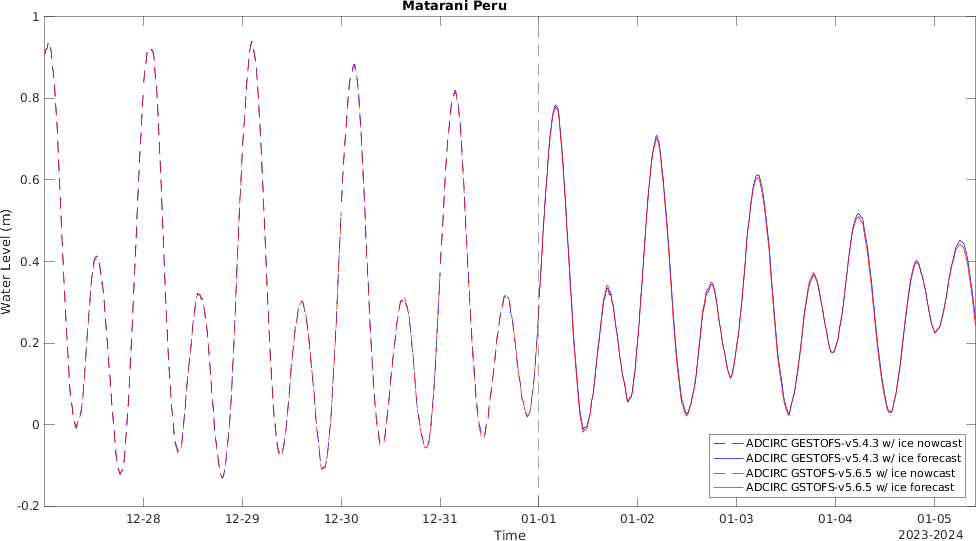 Matarani Peru
1
0.8
0.6
0.4
0.2
0
-0.2
Water Level (m)
12-28
12-29
12-30
12-31
01-01
01-02
01-03
01-04
01-05
Time
2023-2024
ADCIRC GESTOFS-v5.4.3 w/ ice nowcast
ADCIRC GESTOFS-v5.4.3 w/ ice forecast
ADCIRC GSTOFS-v5.6.5 w/ ice nowcast
ADCIRC GSTOFS-v5.6.5 w/ ice forecast